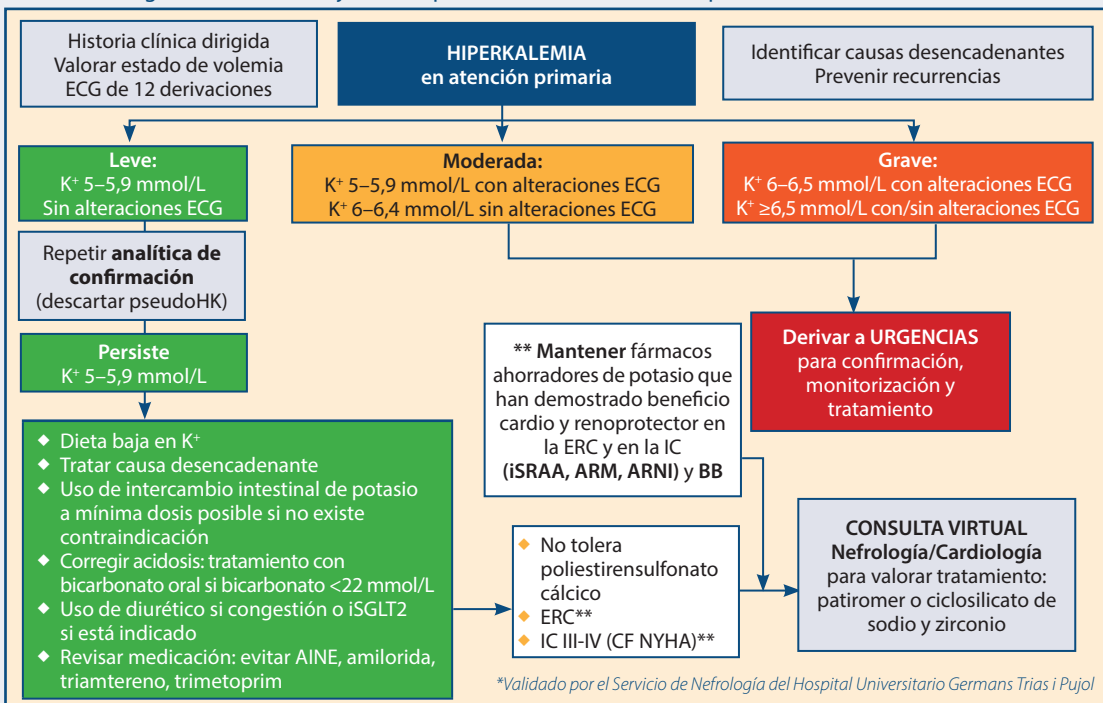 Historia clínica dirigida
Valorar estado de volemia
ECG de 12 derivaciones
HIPERKALEMIA
en atención primaria
Identificar causas desencadenantes
Prevenir recurrencias
Leve:
K⁺ 5–5,9 mmol/L
Sin alteraciones ECG
Moderada:
K⁺ 5–5,9 mmol/L con alteraciones ECG
K⁺ 6–6,4 mmol/L sin alteraciones ECG
Grave:
K⁺ 6–6,5 mmol/L con alteraciones ECG
K⁺ ≥6,5 mmol/L con/sin alteraciones ECG
Repetir analítica de
confirmación
(descartar pseudoHK)
Persiste
K⁺ 5–5,9 mmol/L
** Mantener fármacos
ahorradores de potasio que
han demostrado beneficio
cardio y renoprotector en
la ERC y en la IC
(iSRAA, ARM, ARNI) y BB
Derivar a URGENCIAS
para confirmación,
monitorización y
tratamiento
◆ Dieta baja en K⁺
◆ Tratar causa desencadenante
◆ Uso de intercambio intestinal de potasio
a mínima dosis posible si no existe
contraindicación
◆ Corregir acidosis: tratamiento con
bicarbonato oral si bicarbonato <22 mmol/L
◆ Uso de diurético si congestión o iSGLT2
si está indicado
◆ Revisar medicación: evitar AINE, amilorida,
triamtereno, trimetoprim
◆ No tolera
poliestirensulfonato
cálcico
◆ ERC**
◆ IC III-IV (CF NYHA)**
CONSULTA VIRTUAL
Nefrología/Cardiología
para valorar tratamiento:
patiromer o ciclosilicato de
sodio y zirconio
*Validado por el Servicio de Nefrología del Hospital Universitario Germans Trias i Pujol